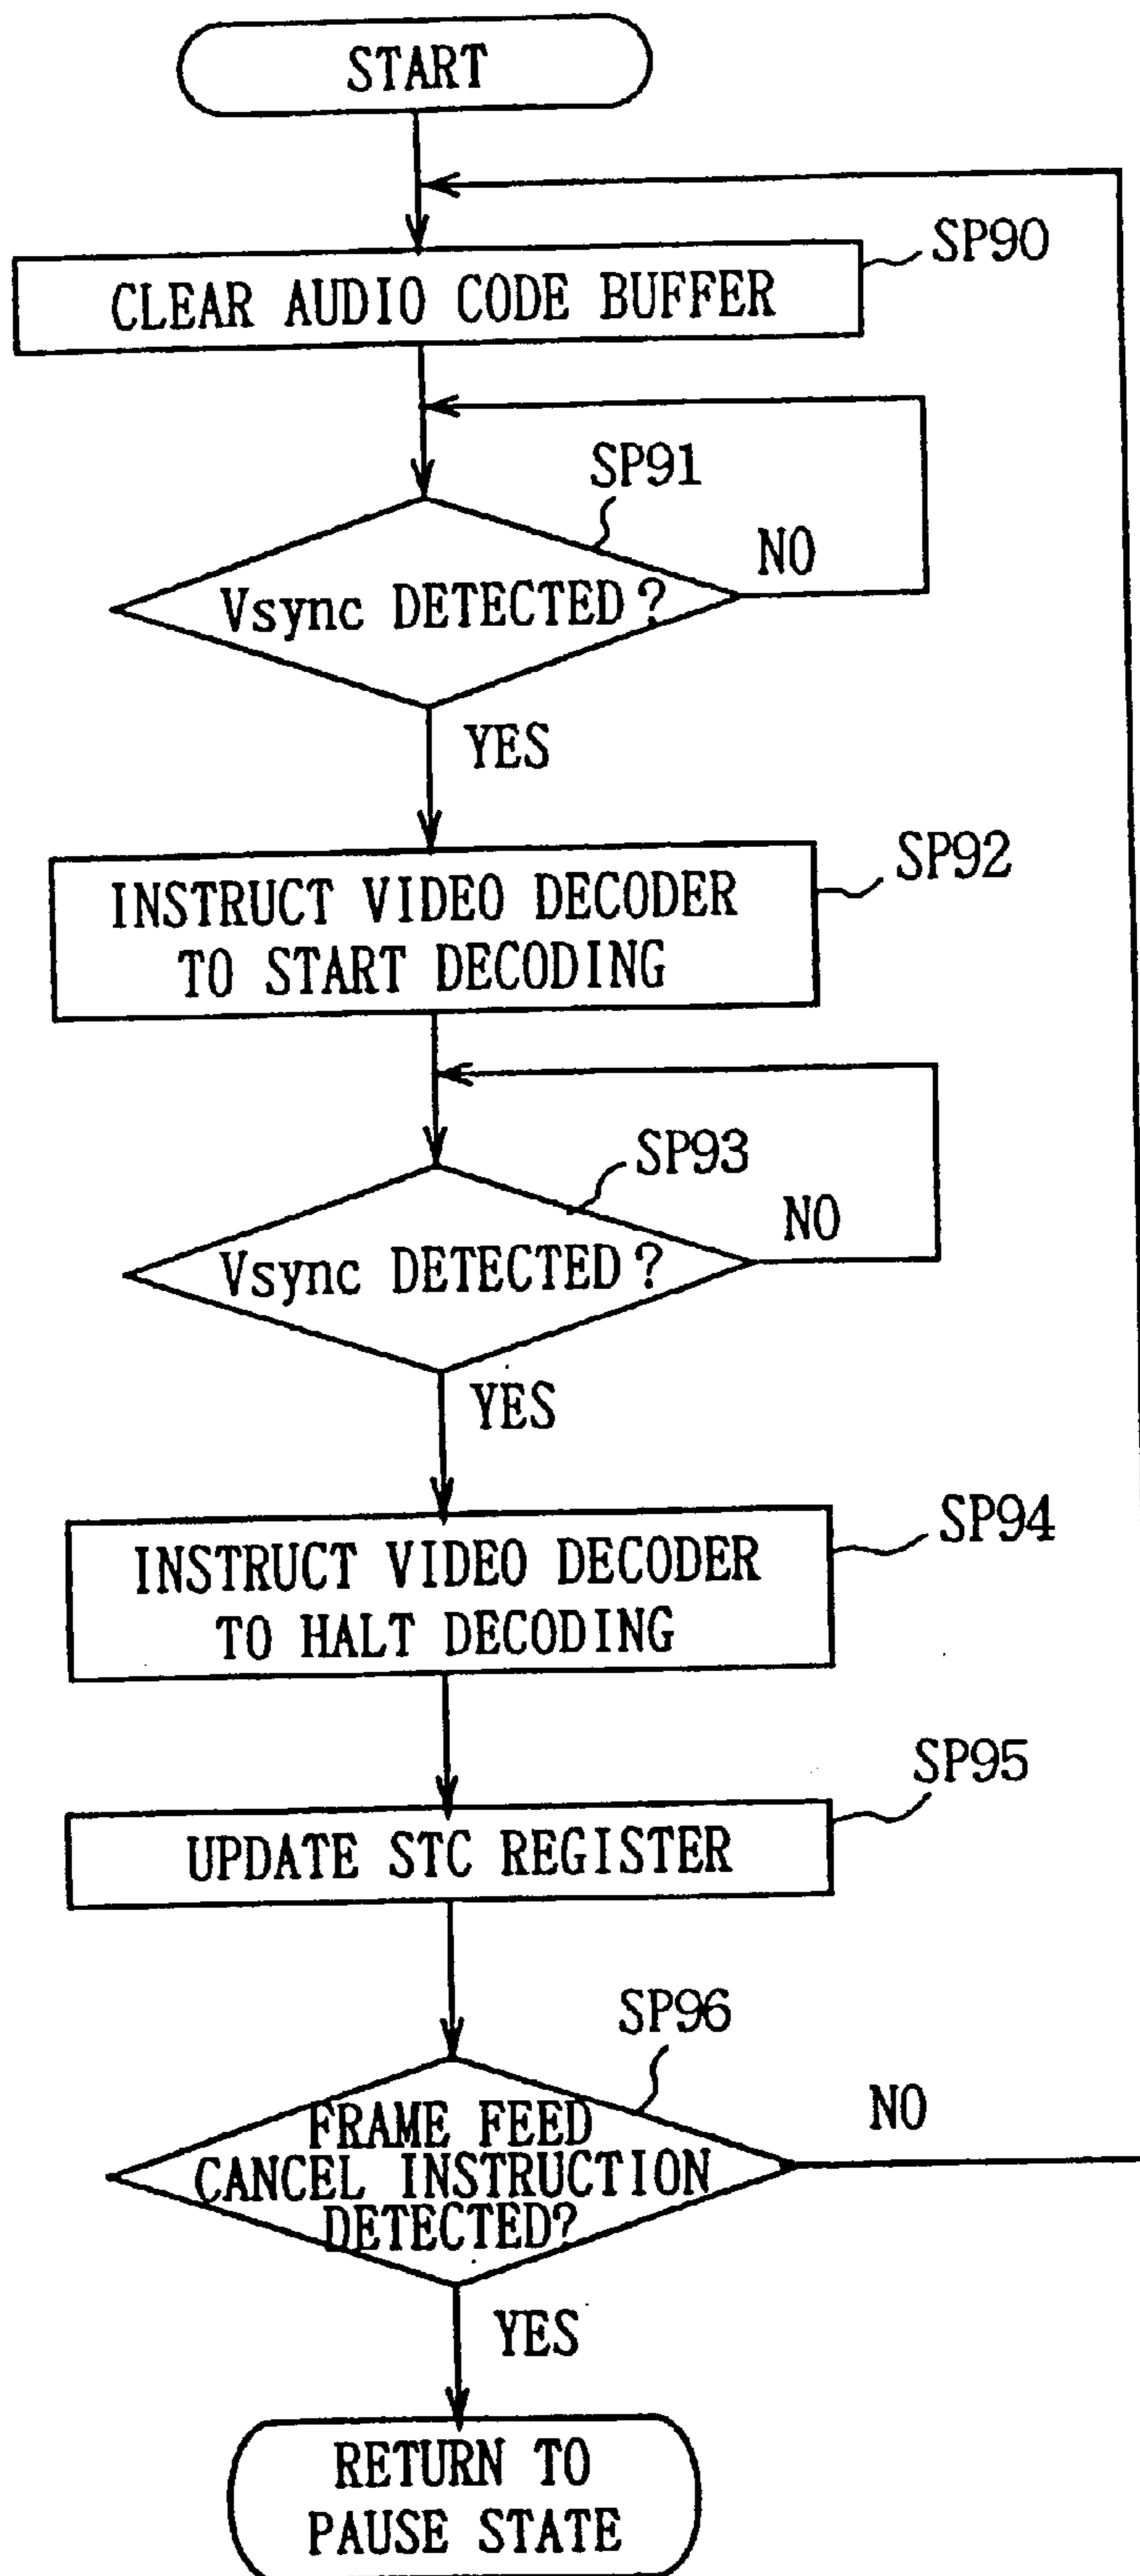 START
SP90
CLEAR AUDIO CODE BUFFER
SP91
NO
Vsync DETECTED?
YES
SP92
INSTRUCT VIDEO DECODER
TO START DECODING
SP93
NO
Vsync DETECTED?
YES
SP94
INSTRUCT VIDEO DECODER
TO HALT DECODING
SP95
UPDATE STC REGISTER
SP96
NO
FRAME FEED
CANCEL INSTRUCTION
DETECTED?
YES
RETURN TO
PAUSE STATE